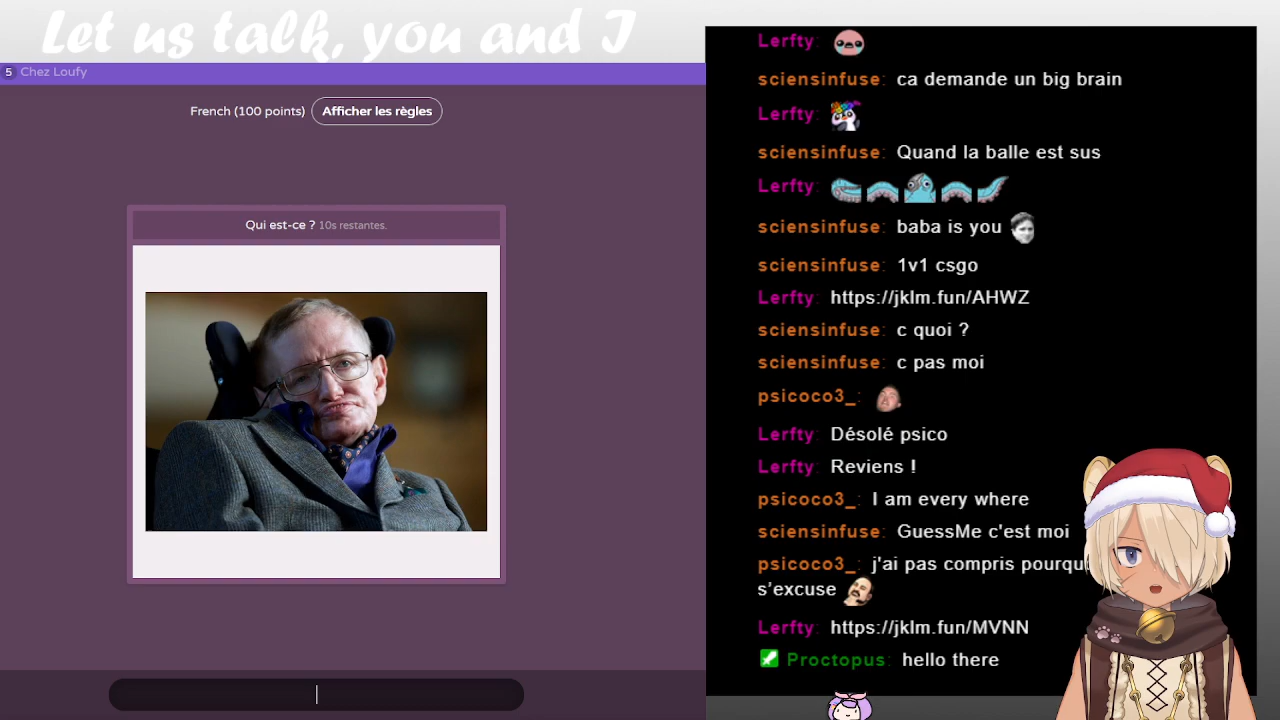 Let us talk, you and I
5 Chez Loufy
French (100 points) Afficher les règles
Qui est-ce ? 10s restantes.
Lerfty:
sciensinfuse: ca demande un big brain
Lerfty:
sciensinfuse: Quand la balle est sus
Lerfty:
sciensinfuse: baba is you
sciensinfuse: 1v1 csgo
Lerfty: https://jklm.fun/AHWZ
sciensinfuse: c quoi ?
sciensinfuse: c pas moi
psicoco3_:
Lerfty: Désolé psico
Lerfty: Reviens !
psicoco3_: I am every where
sciensinfuse: GuessMe c'est moi
psicoco3_: j'ai pas compris
s'excuse
Lerfty: https://jklm.fun/MVNN
Proctopus: hello there